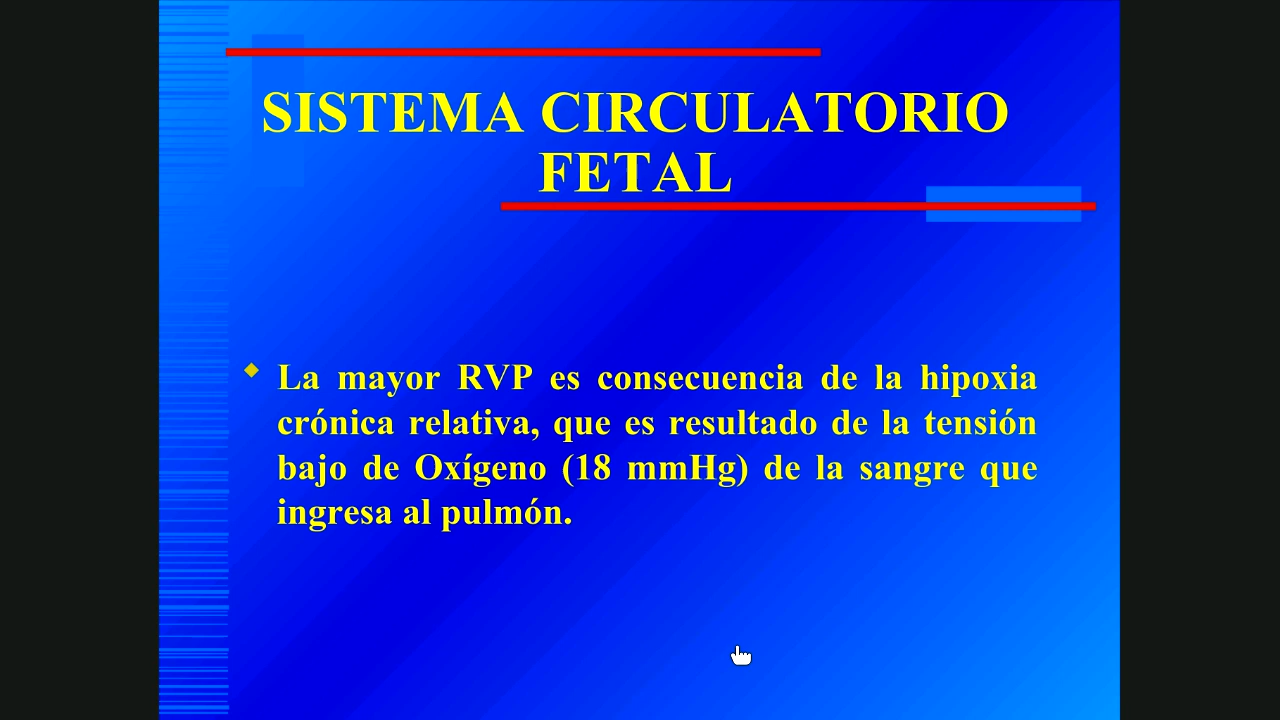 SISTEMA CIRCULATORIO
FETAL
La mayor RVP es consecuencia de la hipoxia
crónica relativa, que es resultado de la tensión
bajo de Oxígeno (18 mmHg) de la sangre que
ingresa al pulmón.